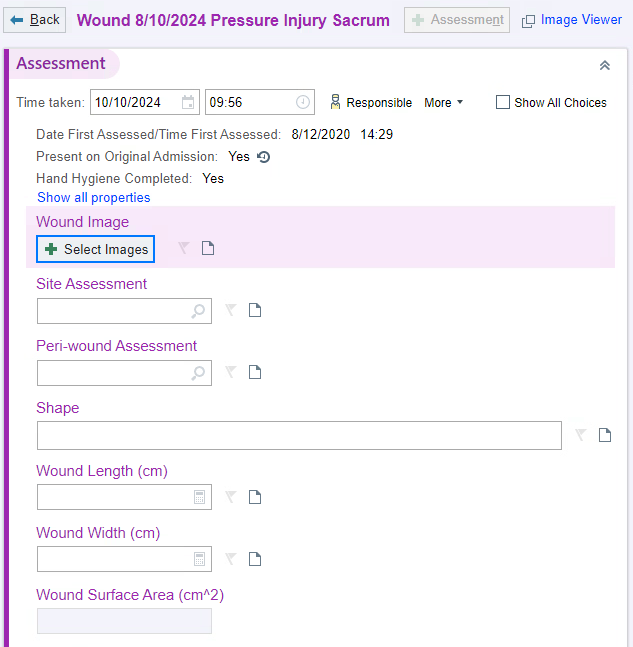 Back Wound 8/10/2024 Pressure Injury Sacrum Assessment Image Viewer
Assessment
Time taken: 10/10/2024 09:56 Responsible More Show All Choices
Date First Assessed/Time First Assessed: 8/12/2020 14:29
Present on Original Admission: Yes
Hand Hygiene Completed: Yes
Show all properties
Wound Image
Select Images
Site Assessment
Peri-wound Assessment
Shape
Wound Length (cm)
Wound Width (cm)
Wound Surface Area (cm^2)